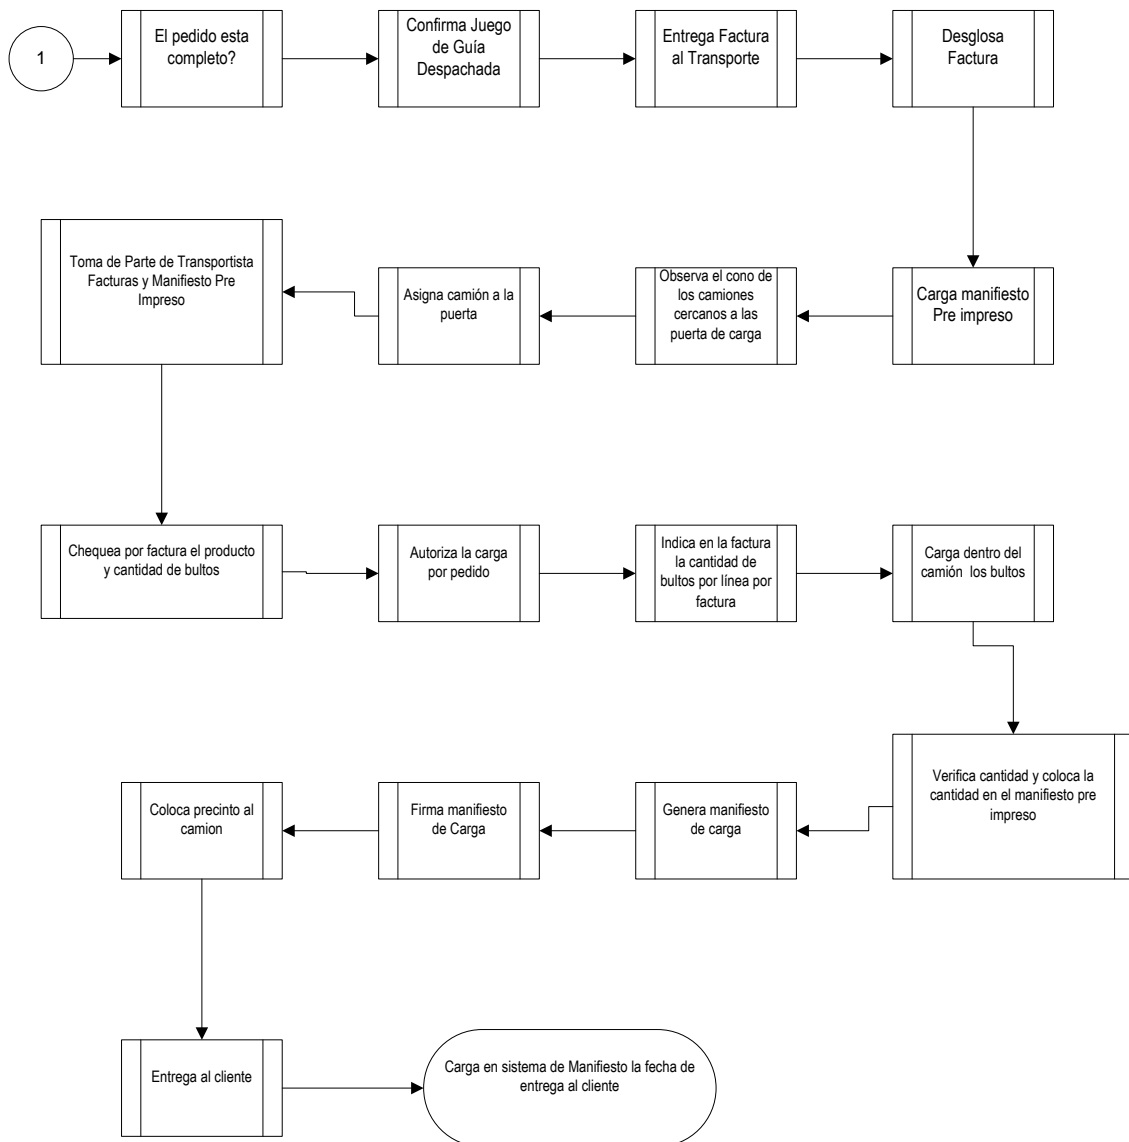 1
El pedido esta
completo?
Confirma Juego
de Guía
Despachada
Entrega Factura
al Transporte
Desglosa
Factura
Carga manifiesto
Pre impreso
Observa el cono de
los camiones
cercanos a las
puerta de carga
Asigna camión a la
puerta
Toma de Parte de Transportista
Facturas y Manifiesto Pre
Impreso
Chequea por factura el producto
y cantidad de bultos
Autoriza la carga
por pedido
Indica en la factura
la cantidad de
bultos por línea por
factura
Carga dentro del
camión los bultos
Verifica cantidad y coloca la
cantidad en el manifiesto pre
impreso
Genera manifiesto
de carga
Firma manifiesto
de Carga
Coloca precinto al
camion
Entrega al cliente
Carga en sistema de Manifiesto la fecha de
entrega al cliente